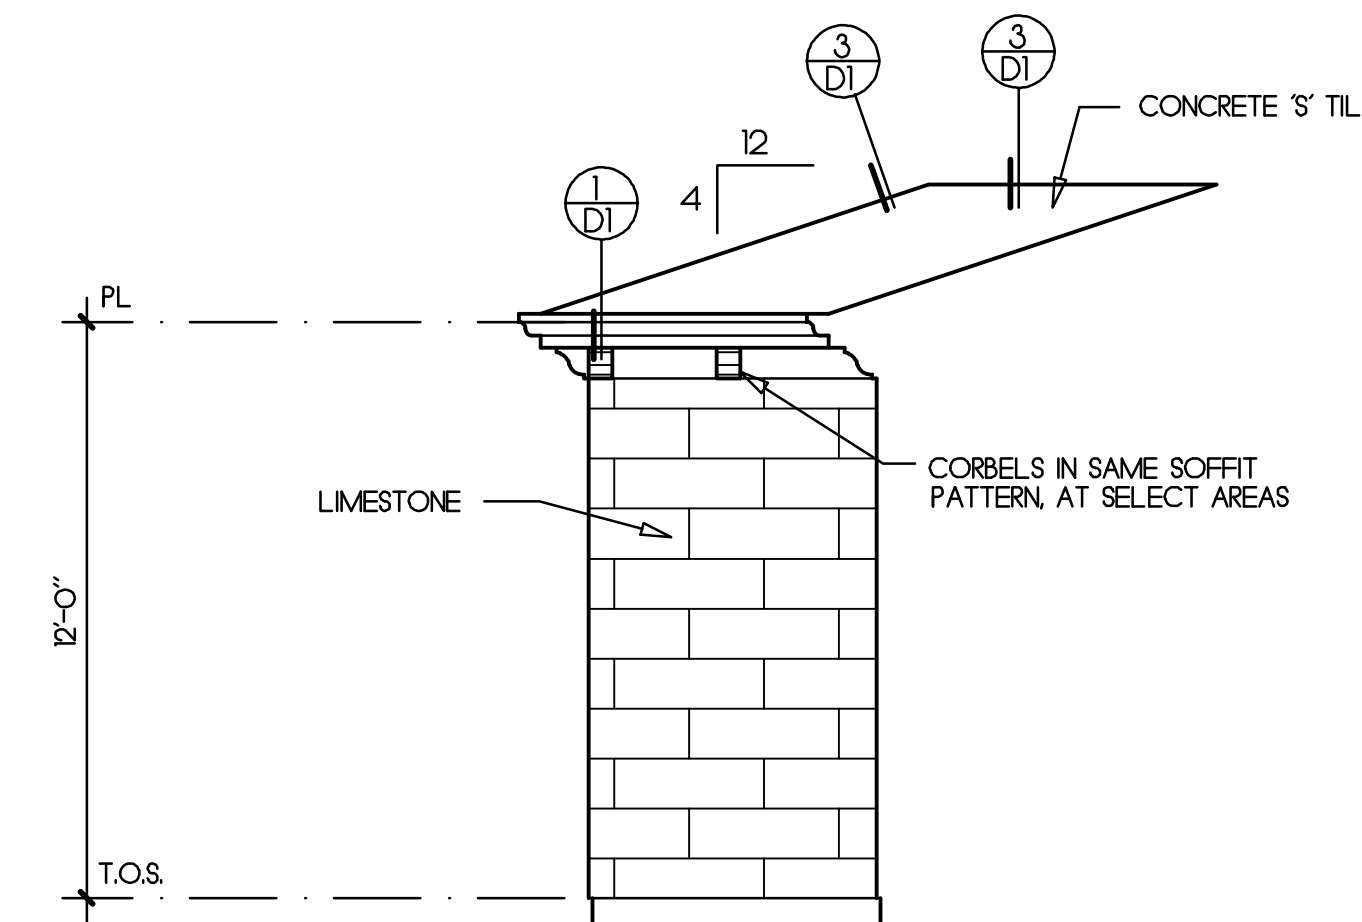 3
D1
3
D1
CONCRETE 'S' TIL
12
4
1
D1
PL
CORBELS IN SAME SOFFIT
PATTERN, AT SELECT AREAS
LIMESTONE
12'-0"
T.O.S.